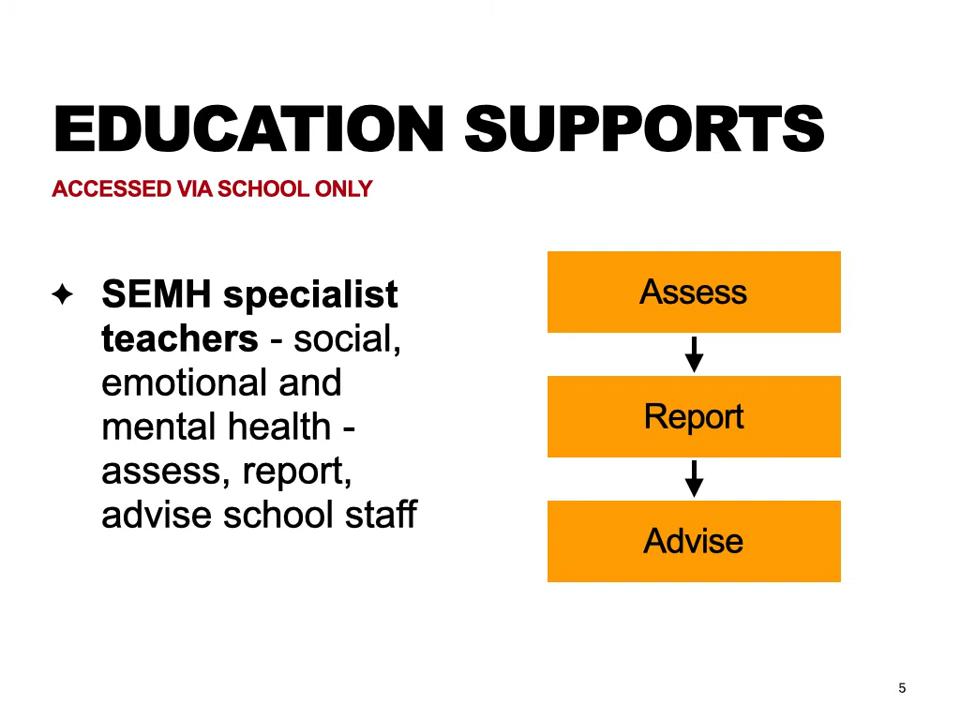 EDUCATION SUPPORTS
ACCESSED VIA SCHOOL ONLY
SEMH specialist
teachers - social,
emotional and
mental health -
assess, report,
advise school staff
Assess
Report
Advise
5